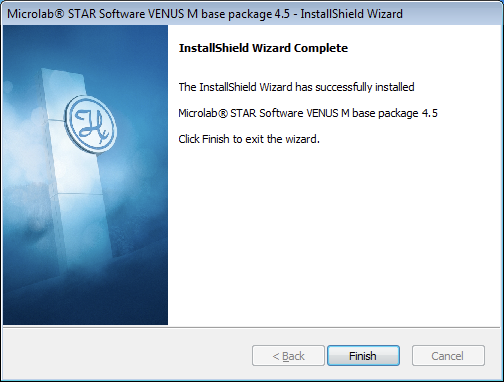 Microlab® STAR Software VENUS M base package 4.5 - InstallShield Wizard
InstallShield Wizard Complete
The InstallShield Wizard has successfully installed
Microlab® STAR Software VENUS M base package 4.5
Click Finish to exit the wizard.
< Back
Finish
Cancel